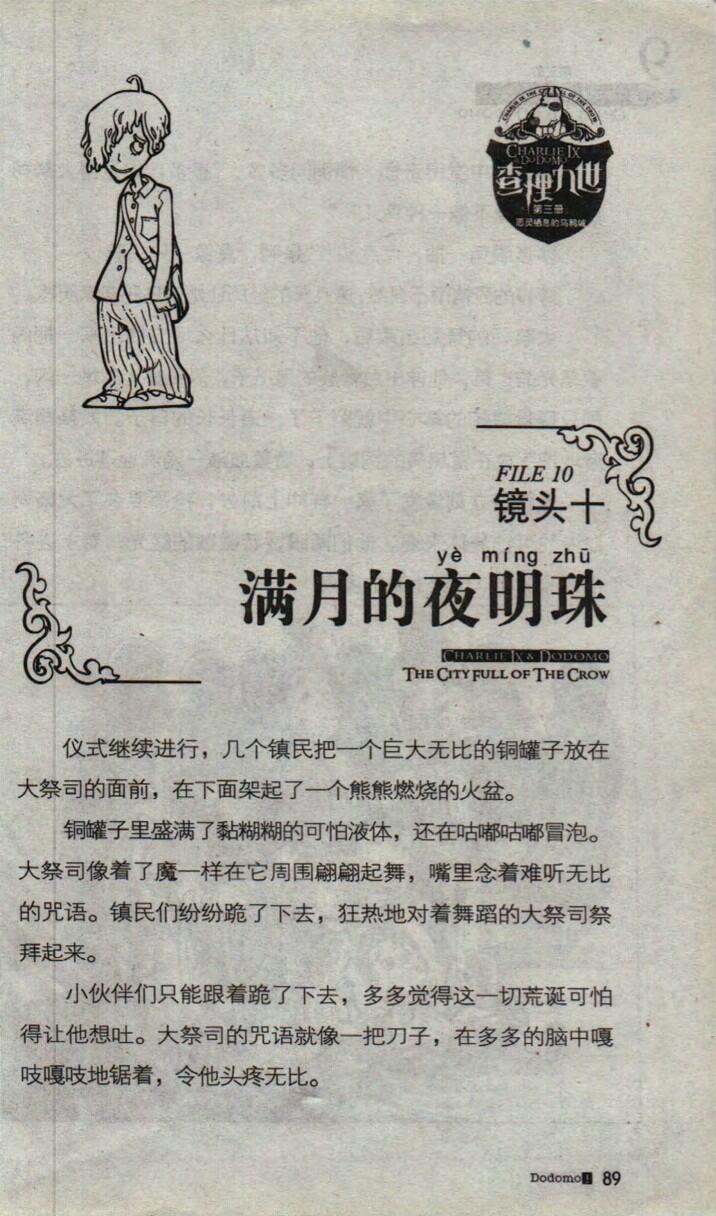 CHARLIE IX THE CITY FULL OF THE CROW
CHARLIE IX
& DODOMO
查理九世
第三册
恶灵栖息的乌鸦城
FILE 10
镜头十
yè míng zhū
满月的夜明珠
CHARLIE IX & DODOMO
THE CITY FULL OF THE CROW
仪式继续进行，几个镇民把一个巨大无比的铜罐子放在
大祭司的面前，在下面架起了一个熊熊燃烧的火盆。
铜罐子里盛满了黏糊糊的可怕液体，还在咕嘟咕嘟冒泡。
大祭司像着了魔一样在它周围翩翩起舞，嘴里念着难听无比
的咒语。镇民们纷纷跪了下去，狂热地对着舞蹈的大祭司祭
拜起来。
小伙伴们只能跟着跪了下去，多多觉得这一切荒诞可怕
得让他想吐。大祭司的咒语就像一把刀子，在多多的脑中嘎
吱嘎吱地锯着，令他头疼无比。
Dodomo! 89